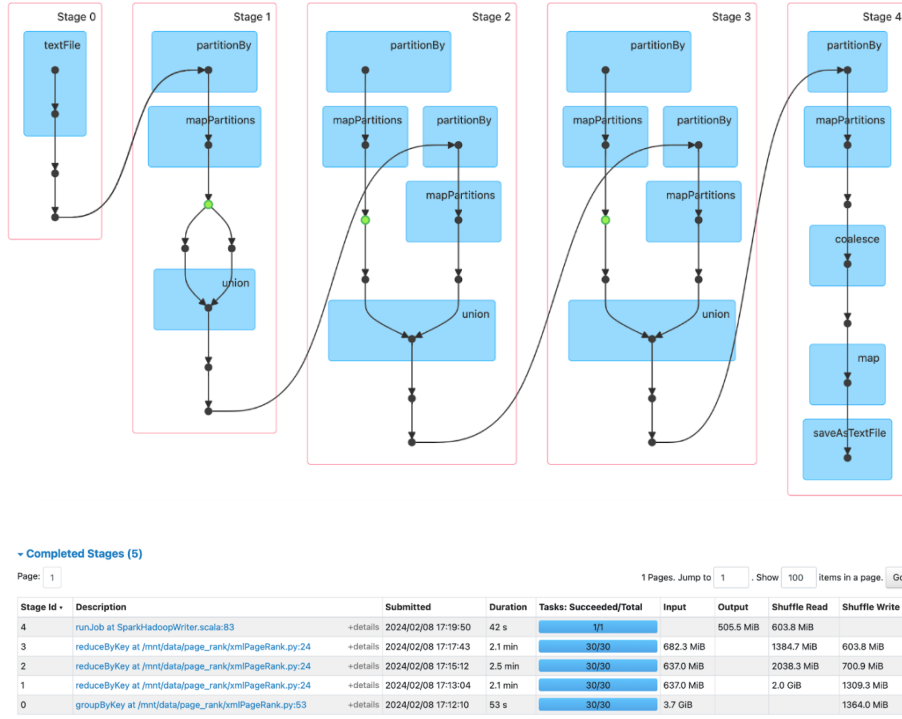 Stage 0
Stage 1
Stage 2
Stage 3
Stage 4
textFile
partitionBy
partitionBy
partitionBy
partitionBy
mapPartitions
mapPartitions
partitionBy
mapPartitions
partitionBy
mapPartitions
mapPartitions
mapPartitions
coalesce
union
union
union
map
saveAsTextFile
Completed Stages (5)
Page: 1
1 Pages. Jump to 1 . Show 100 items in a page. Go
Stage Id Description Submitted Duration Tasks: Succeeded/Total Input Output Shuffle Read Shuffle Write
4 runJob at SparkHadoopWriter.scala:83 +details 2024/02/08 17:19:50 42 s 1/1 505.5 MiB 603.8 MiB
3 reduceByKey at /mnt/data/page_rank/xmlPageRank.py:24 +details 2024/02/08 17:17:43 2.1 min 30/30 682.3 MiB 1384.7 MiB 603.8 MiB
2 reduceByKey at /mnt/data/page_rank/xmlPageRank.py:24 +details 2024/02/08 17:15:12 2.5 min 30/30 637.0 MiB 2038.3 MiB 700.9 MiB
1 reduceByKey at /mnt/data/page_rank/xmlPageRank.py:24 +details 2024/02/08 17:13:04 2.1 min 30/30 637.0 MiB 2.0 GiB 1309.3 MiB
0 groupByKey at /mnt/data/page_rank/xmlPageRank.py:53 +details 2024/02/08 17:12:10 53 s 30/30 3.7 GiB 1364.0 MiB